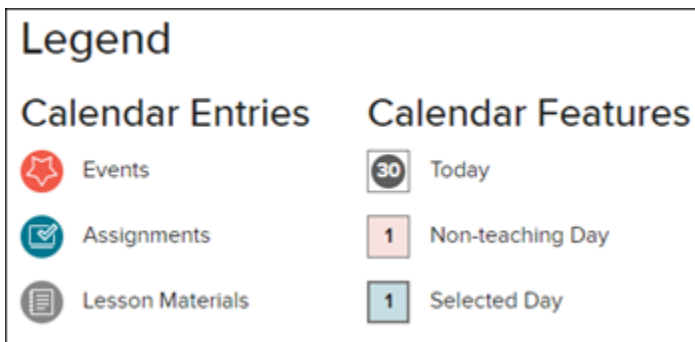 Legend
Calendar Entries
Events
Assignments
Lesson Materials
Calendar Features
30 Today
1 Non-teaching Day
1 Selected Day